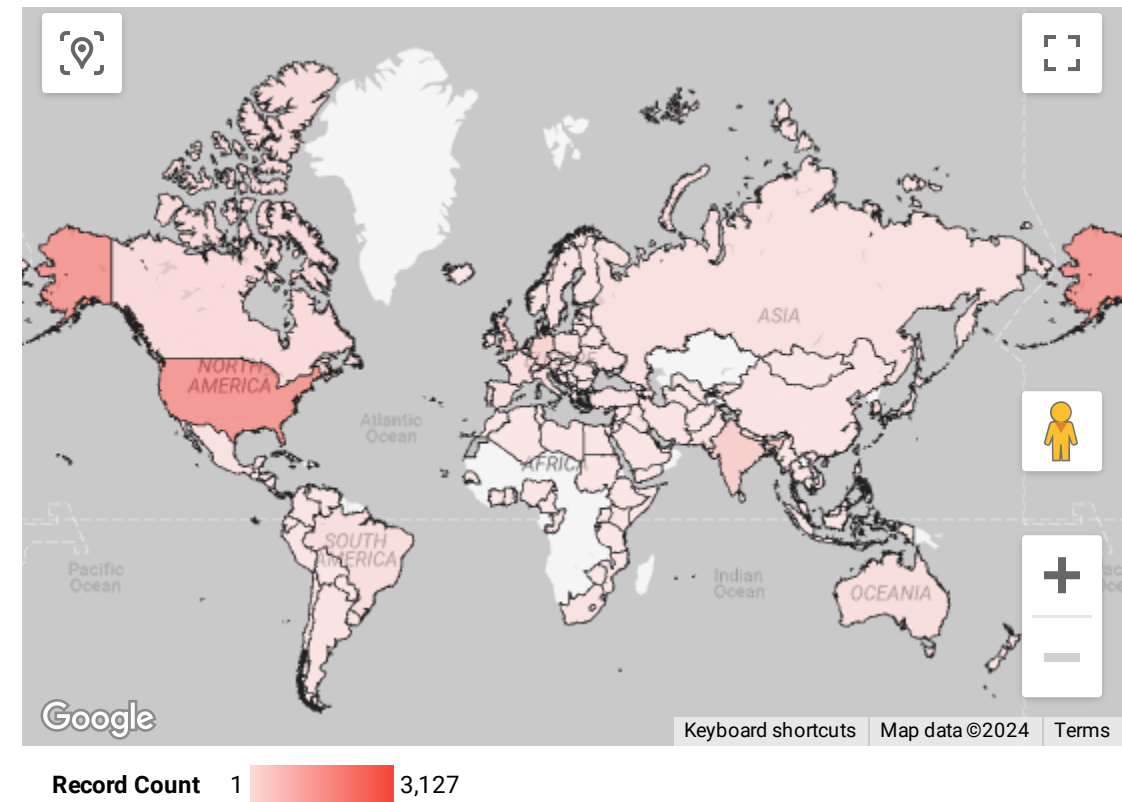 ASIA
NORTH
AMERICA
Atlantic
Ocean
AFRICA
SOUTH
AMERICA
Pacific
Ocean
Indian
Ocean
OCEANIA
Google
Keyboard shortcuts
Map data ©2024
Terms
Record Count 1 3,127